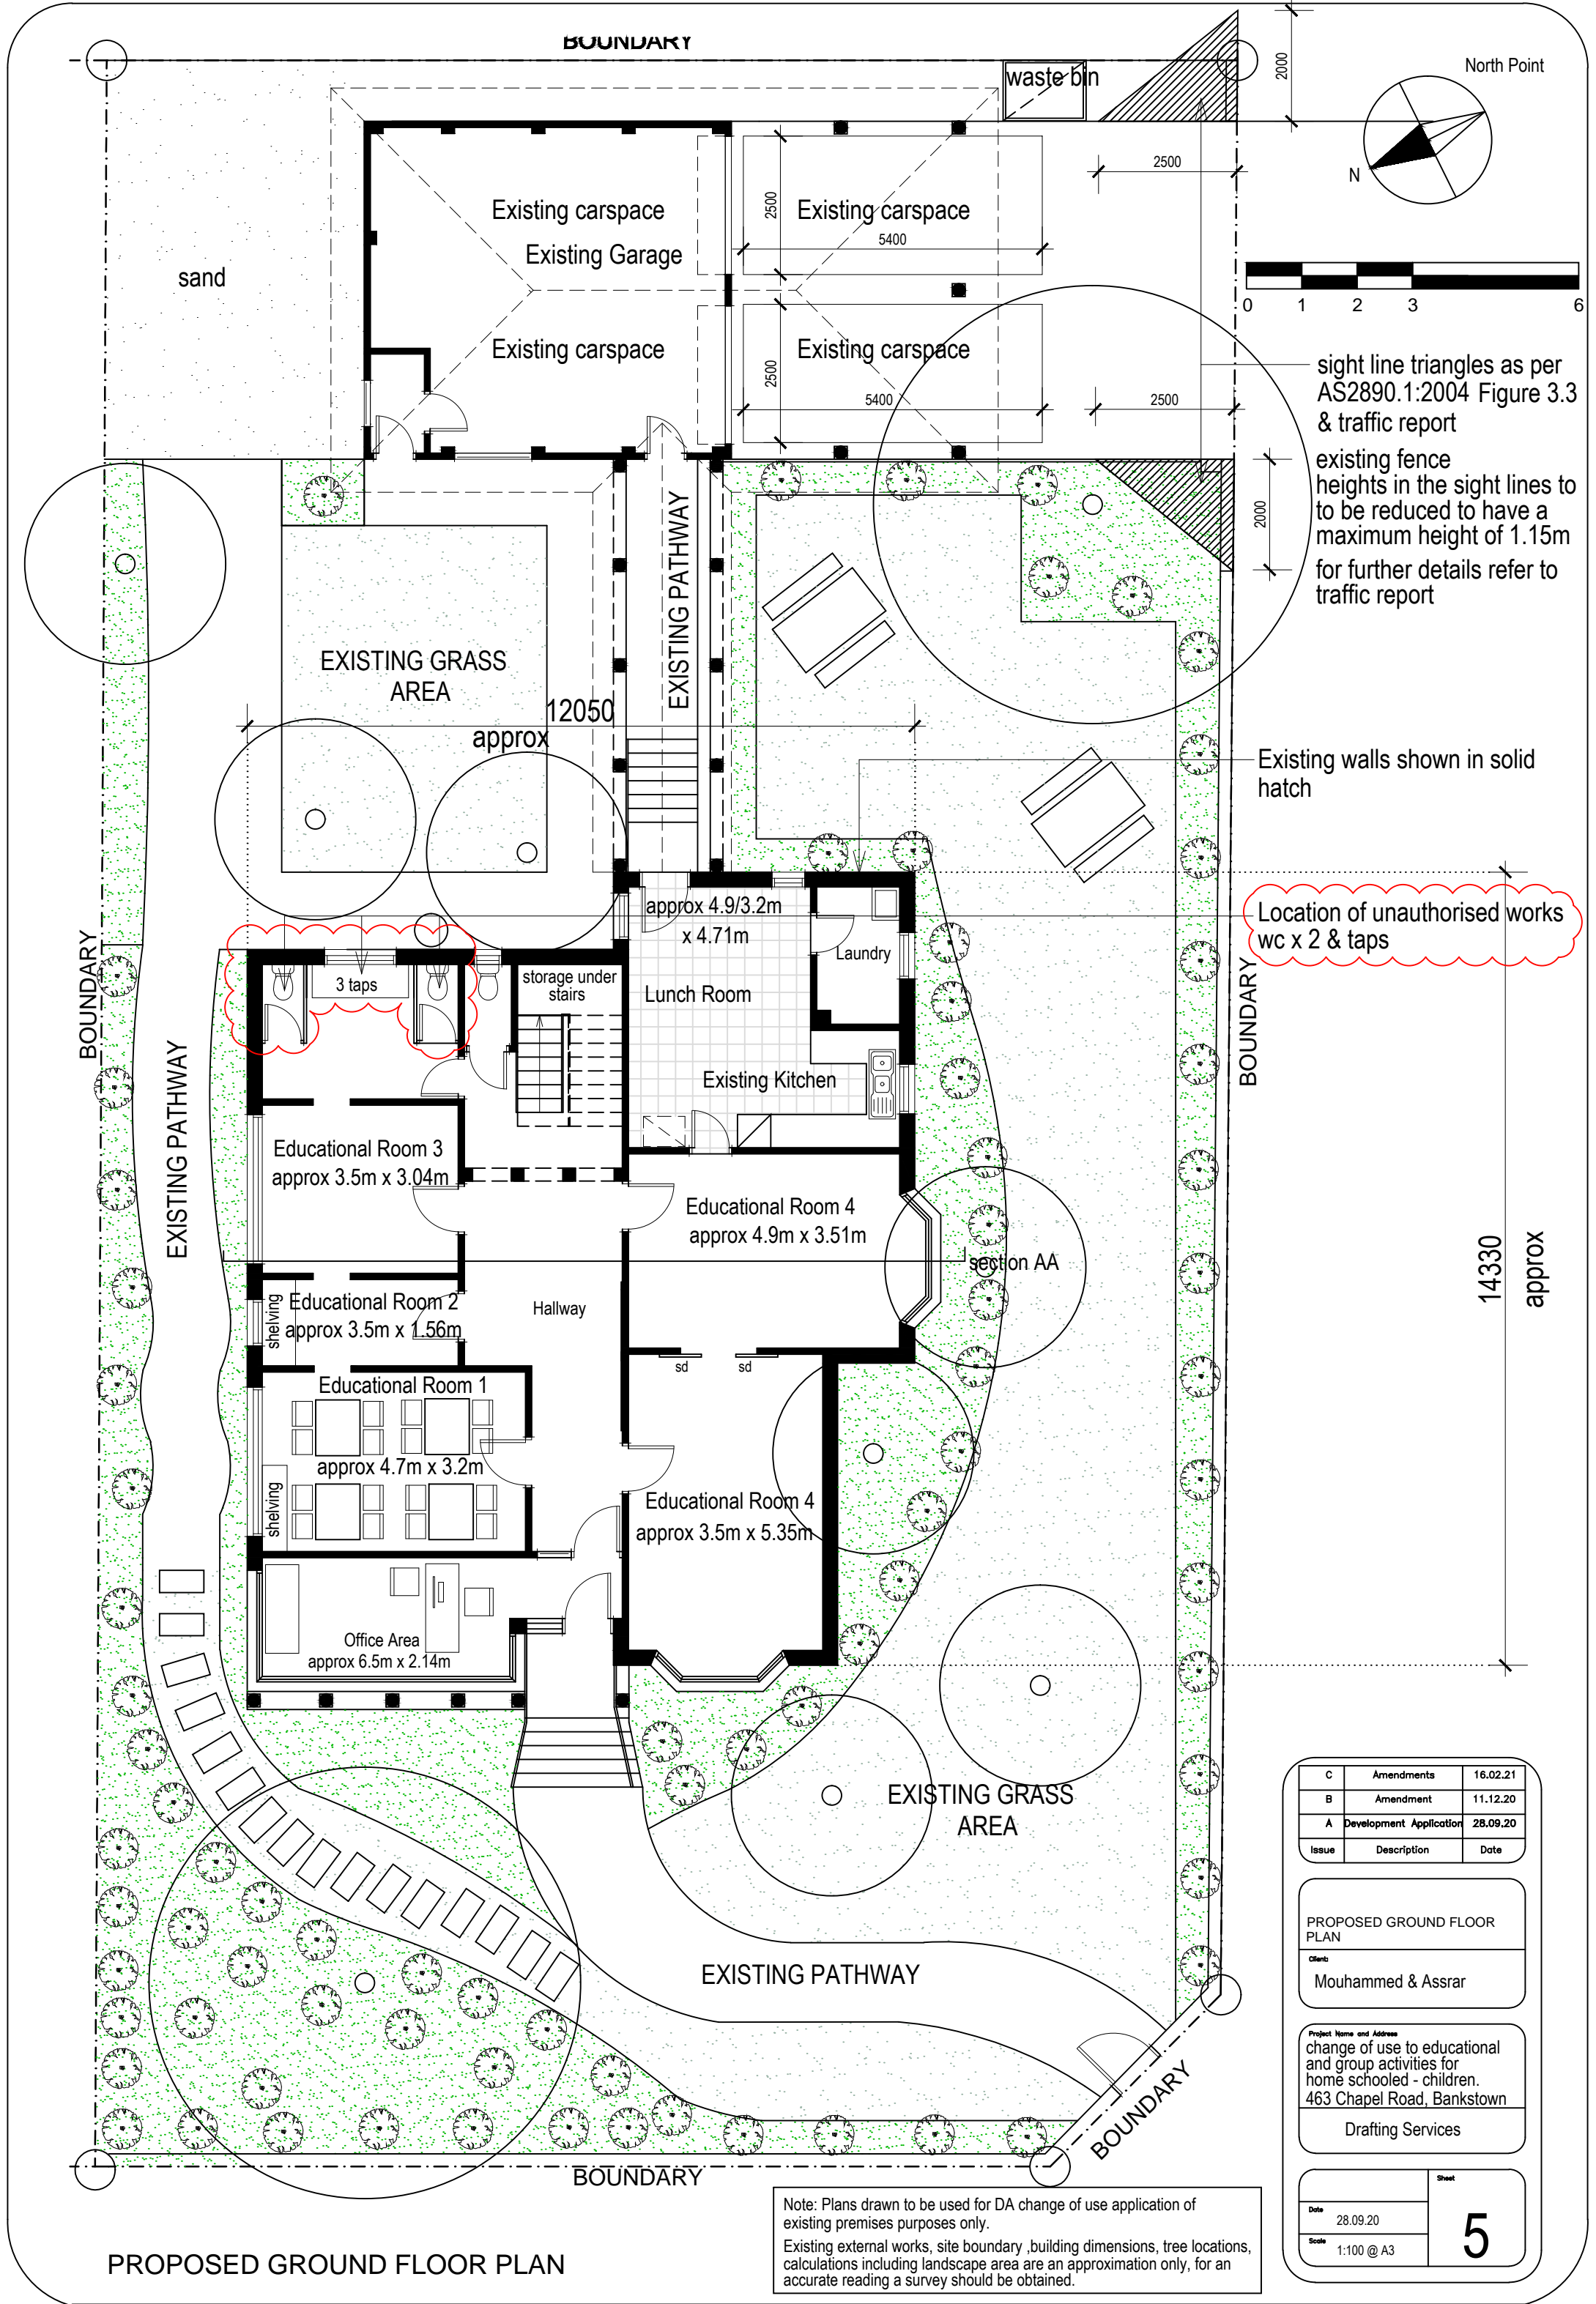 BOUNDARY
waste bin
2000
North Point
N
2500
Existing carspace
Existing Garage
Existing carspace
2500
Existing carspace
5400
2500
Existing carspace
5400
2500
sand
0 1 2 3 6
sight line triangles as per
AS2890.1:2004 Figure 3.3
& traffic report
existing fence
heights in the sight lines to
to be reduced to have a
maximum height of 1.15m
for further details refer to
traffic report
2000
EXISTING PATHWAY
EXISTING GRASS
AREA
12050
approx
Existing walls shown in solid
hatch
Location of unauthorised works
wc x 2 & taps
BOUNDARY
BOUNDARY
EXISTING PATHWAY
approx 4.9/3.2m
x 4.71m
Laundry
Lunch Room
Existing Kitchen
3 taps
storage under
stairs
Educational Room 3
approx 3.5m x 3.04m
Educational Room 4
approx 4.9m x 3.51m
section AA
14330
approx
shelving
Educational Room 2
approx 3.5m x 1.56m
Hallway
sd
sd
Educational Room 1
approx 4.7m x 3.2m
shelving
Educational Room 4
approx 3.5m x 5.35m
Office Area
approx 6.5m x 2.14m
EXISTING GRASS
AREA
EXISTING PATHWAY
BOUNDARY
BOUNDARY
C Amendments 16.02.21
B Amendment 11.12.20
A Development Application 28.09.20
Issue Description Date
PROPOSED GROUND FLOOR
PLAN
Client:
Mouhammed & Assrar
Project Name and Address
change of use to educational
and group activities for
home schooled - children.
463 Chapel Road, Bankstown
Drafting Services
Sheet
5
Date
28.09.20
Scale
1:100 @ A3
Note: Plans drawn to be used for DA change of use application of
existing premises purposes only.
Existing external works, site boundary ,building dimensions, tree locations,
calculations including landscape area are an approximation only, for an
accurate reading a survey should be obtained.
PROPOSED GROUND FLOOR PLAN